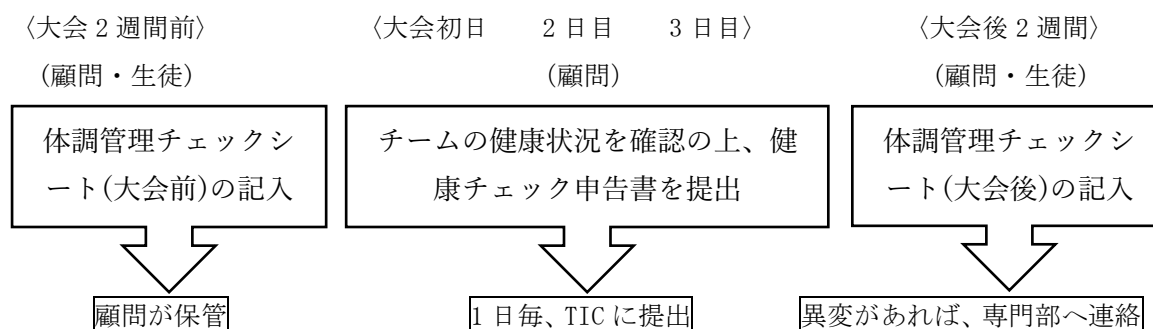 〈大会2週間前〉
〈大会初日　　2日目　　3日目〉
〈大会後2週間〉
(顧問・生徒)
(顧問)
(顧問・生徒)
体調管理チェックシ
ート(大会前)の記入
チームの健康状況を確認の上、健
康チェック申告書を提出
体調管理チェックシ
ート(大会後)の記入
顧問が保管
1日毎、TICに提出
異変があれば、専門部へ連絡